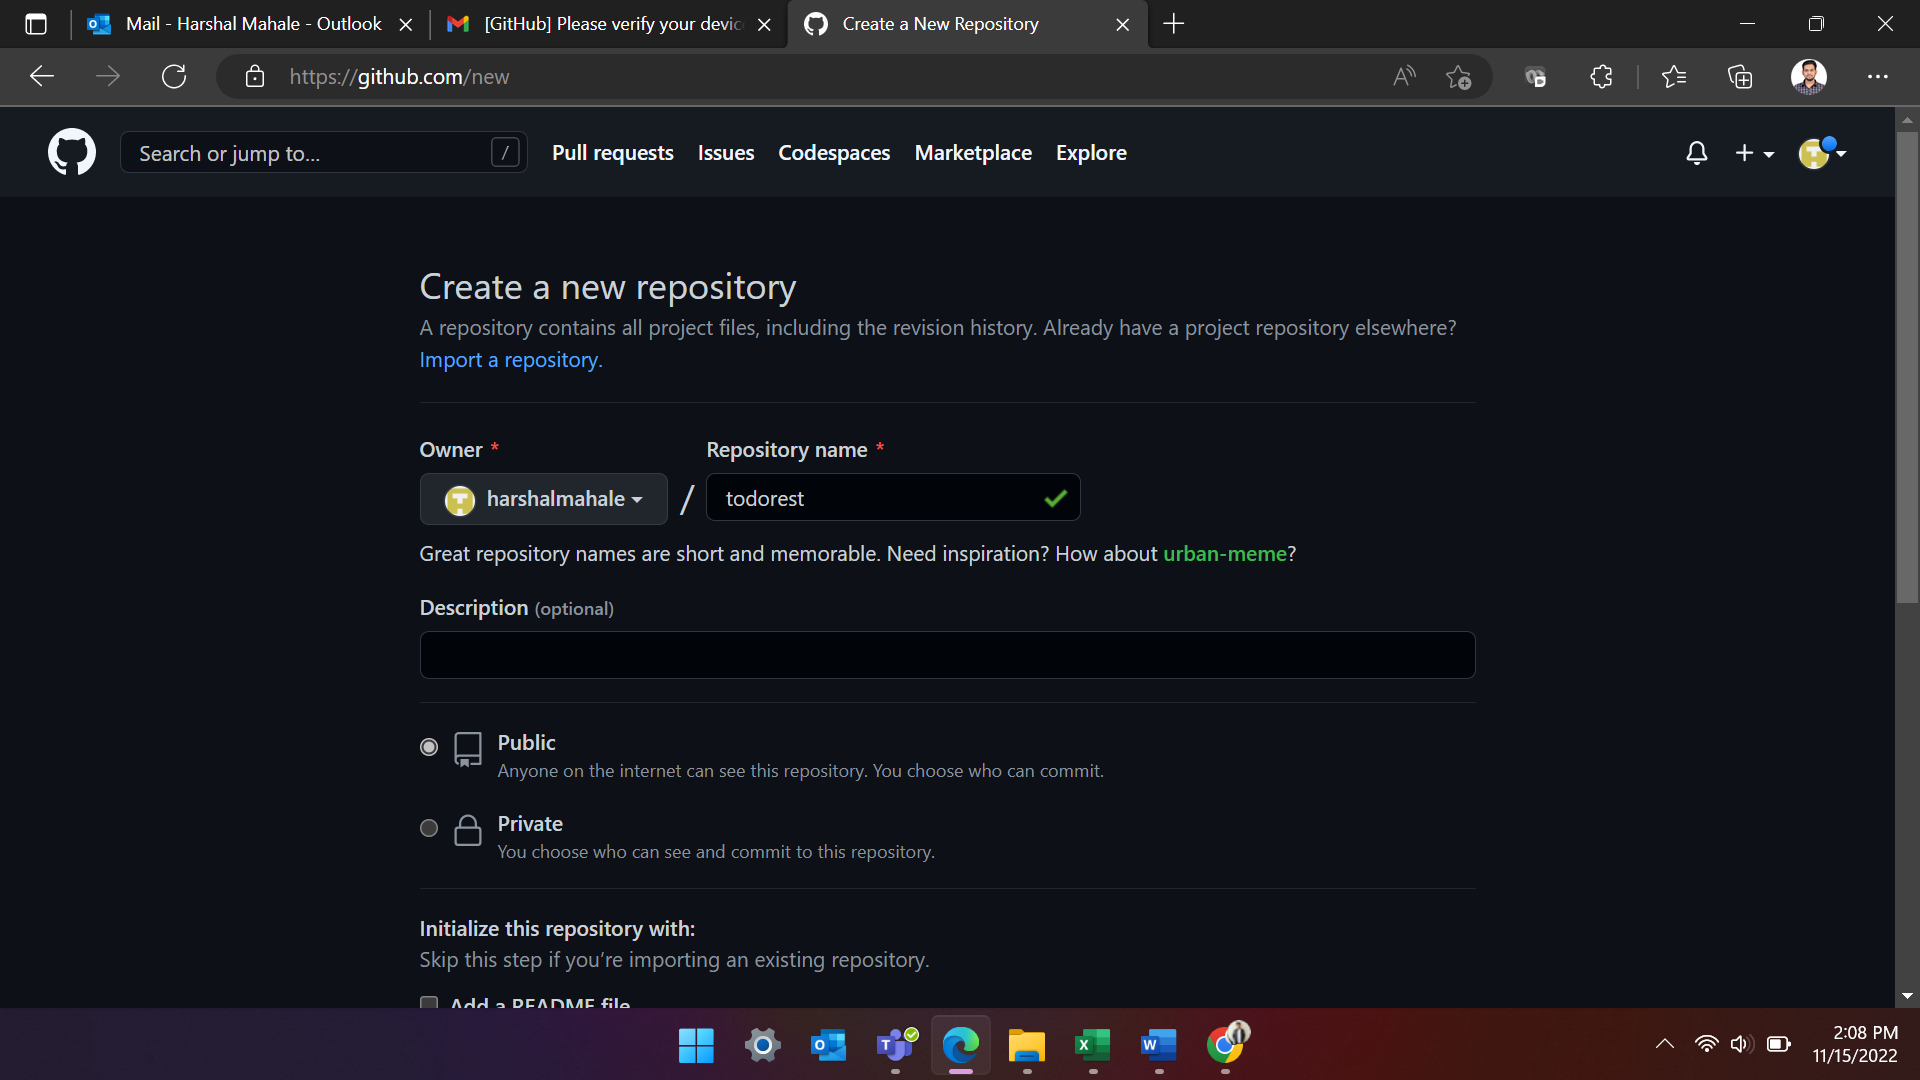 Mail - Harshal Mahale - Outlook
[GitHub] Please verify your devic
Create a New Repository
https://github.com/new
Search or jump to...
/
Pull requests
Issues
Codespaces
Marketplace
Explore
Create a new repository
A repository contains all project files, including the revision history. Already have a project repository elsewhere?
Import a repository.
Owner *
Repository name *
harshalmahale
/
todorest
Great repository names are short and memorable. Need inspiration? How about urban-meme?
Description (optional)
Public
Anyone on the internet can see this repository. You choose who can commit.
Private
You choose who can see and commit to this repository.
Initialize this repository with:
Skip this step if you’re importing an existing repository.
Add a README file
2:08 PM
11/15/2022